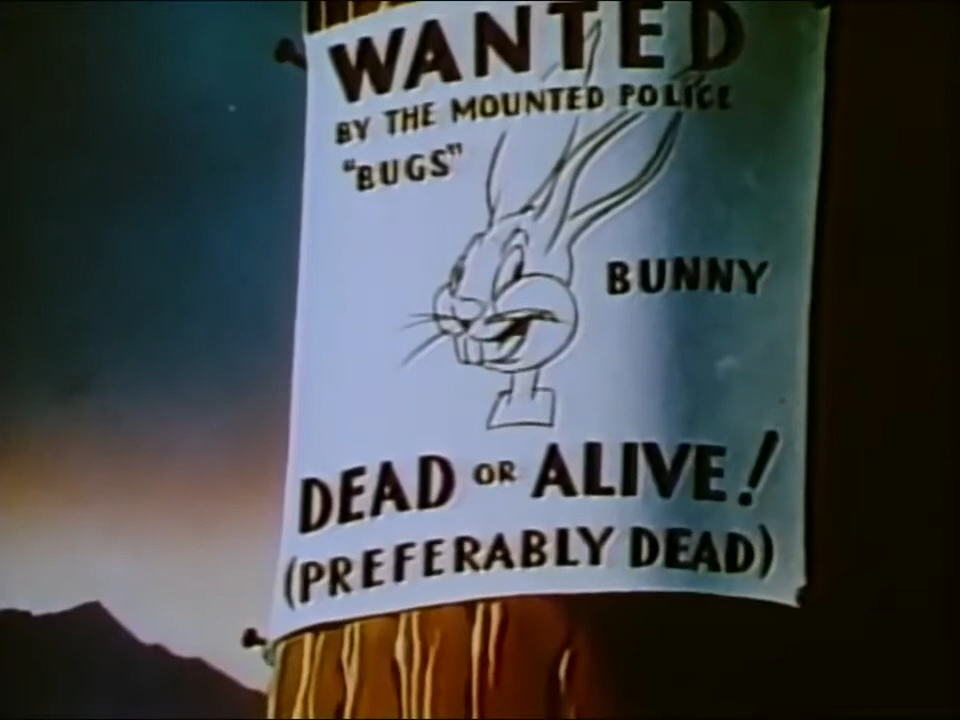 WANTED
BY THE MOUNTED POLICE
"BUGS"
BUNNY
DEAD OR ALIVE!
(PREFERABLY DEAD)